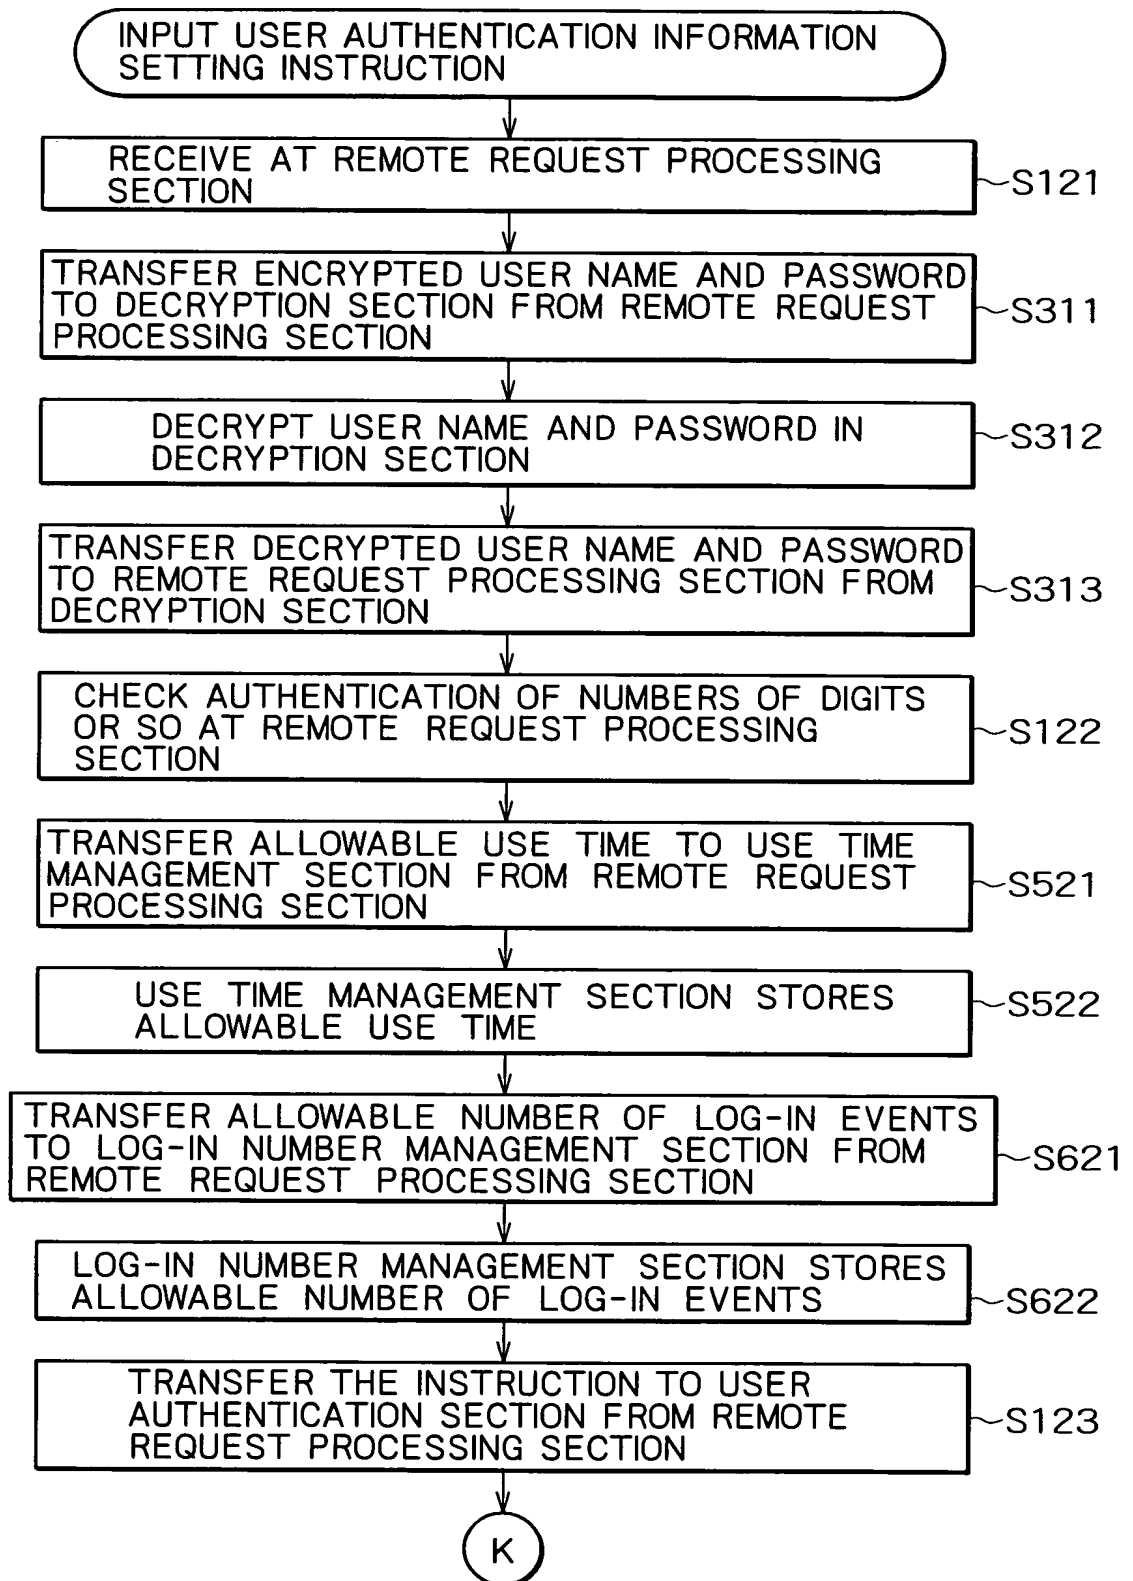 INPUT USER AUTHENTICATION INFORMATION
SETTING INSTRUCTION
RECEIVE AT REMOTE REQUEST PROCESSING
SECTION
S121
TRANSFER ENCRYPTED USER NAME AND PASSWORD
TO DECRYPTION SECTION FROM REMOTE REQUEST
PROCESSING SECTION
S311
DECRYPT USER NAME AND PASSWORD IN
DECRYPTION SECTION
S312
TRANSFER DECRYPTED USER NAME AND PASSWORD
TO REMOTE REQUEST PROCESSING SECTION FROM
DECRYPTION SECTION
S313
CHECK AUTHENTICATION OF NUMBERS OF DIGITS
OR SO AT REMOTE REQUEST PROCESSING
SECTION
S122
TRANSFER ALLOWABLE USE TIME TO USE TIME
MANAGEMENT SECTION FROM REMOTE REQUEST
PROCESSING SECTION
S521
USE TIME MANAGEMENT SECTION STORES
ALLOWABLE USE TIME
S522
TRANSFER ALLOWABLE NUMBER OF LOG-IN EVENTS
TO LOG-IN NUMBER MANAGEMENT SECTION FROM
REMOTE REQUEST PROCESSING SECTION
S621
LOG-IN NUMBER MANAGEMENT SECTION STORES
ALLOWABLE NUMBER OF LOG-IN EVENTS
S622
TRANSFER THE INSTRUCTION TO USER
AUTHENTICATION SECTION FROM REMOTE
REQUEST PROCESSING SECTION
S123
K